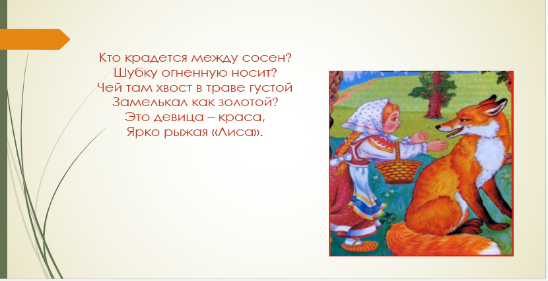 Кто крадется между сосен?
Шубку огненную носит?
Чей там хвост в траве густой
Замелькал как золотой?
Это девица – краса,
Ярко рыжая «Лиса».